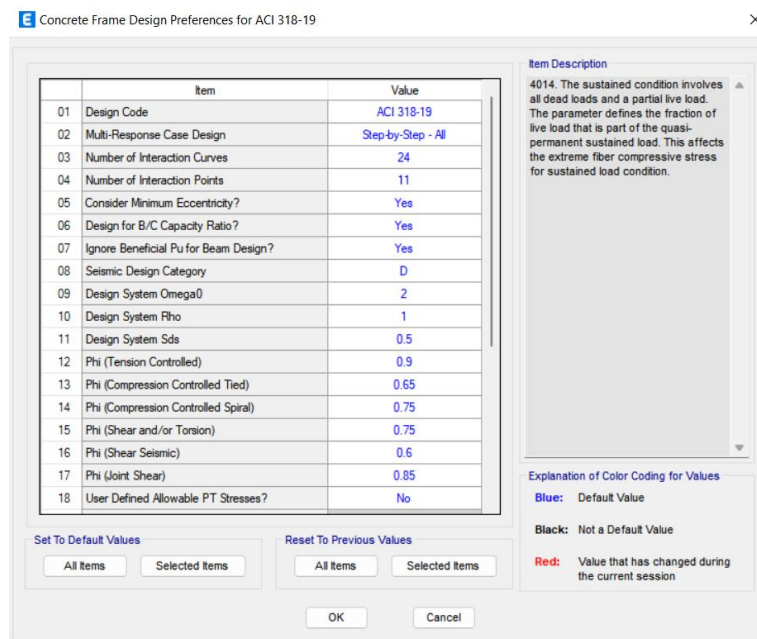 E Concrete Frame Design Preferences for ACI 318-19
Item Value
01 Design Code ACI 318-19
02 Multi-Response Case Design Step-by-Step - All
03 Number of Interaction Curves 24
04 Number of Interaction Points 11
05 Consider Minimum Eccentricity? Yes
06 Design for B/C Capacity Ratio? Yes
07 Ignore Beneficial Pu for Beam Design? Yes
08 Seismic Design Category D
09 Design System Omega0 2
10 Design System Rho 1
11 Design System Sds 0.5
12 Phi (Tension Controlled) 0.9
13 Phi (Compression Controlled Tied) 0.65
14 Phi (Compression Controlled Spiral) 0.75
15 Phi (Shear and/or Torsion) 0.75
16 Phi (Shear Seismic) 0.6
17 Phi (Joint Shear) 0.85
18 User Defined Allowable PT Stresses? No
Set To Default Values
All Items Selected Items
Reset To Previous Values
All Items Selected Items
Item Description
4014. The sustained condition involves
all dead loads and a partial live load.
The parameter defines the fraction of
live load that is part of the quasi-
permanent sustained load. This affects
the extreme fiber compressive stress
for sustained load condition.
Explanation of Color Coding for Values
Blue: Default Value
Black: Not a Default Value
Red: Value that has changed during
the current session
OK Cancel